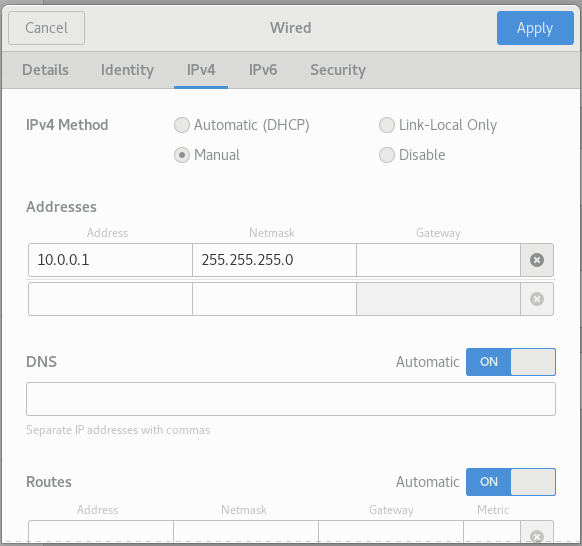 Cancel Wired Apply
Details Identity IPv4 IPv6 Security
IPv4 Method Automatic (DHCP) Link-Local Only
Manual Disable
Addresses
Address Netmask Gateway
10.0.0.1 255.255.255.0
DNS Automatic ON
Separate IP addresses with commas
Routes Automatic ON
Address Netmask Gateway Metric